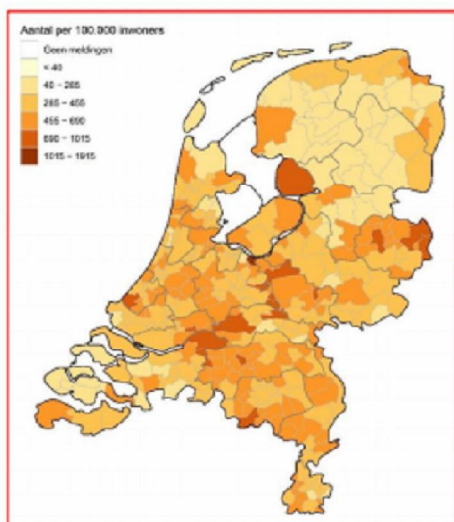 Aantal per 100.000 inwoners
Geen meldingen
< 40
40 – 265
265 – 455
455 – 690
690 – 1015
1015 – 1915